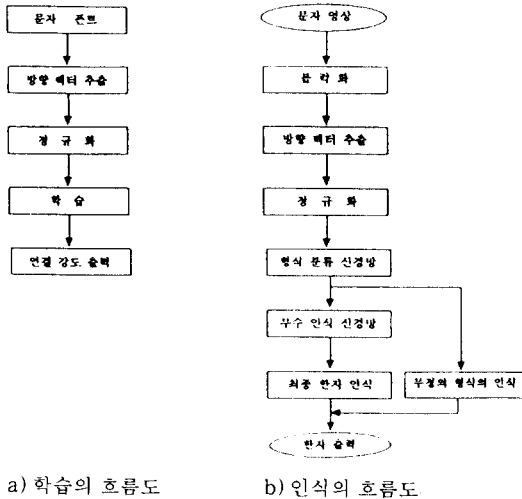 문자 폰트
방향 벡터 추출
정 규 화
학 습
연결 강도 출력
a) 학습의 흐름도
문자 영상
블 럭 화
방향 벡터 추출
정 규 화
형식 분류 신경망
부수 인식 신경망
최종 한자 인식
부정의 형식의 인식
한자 출력
b) 인식의 흐름도